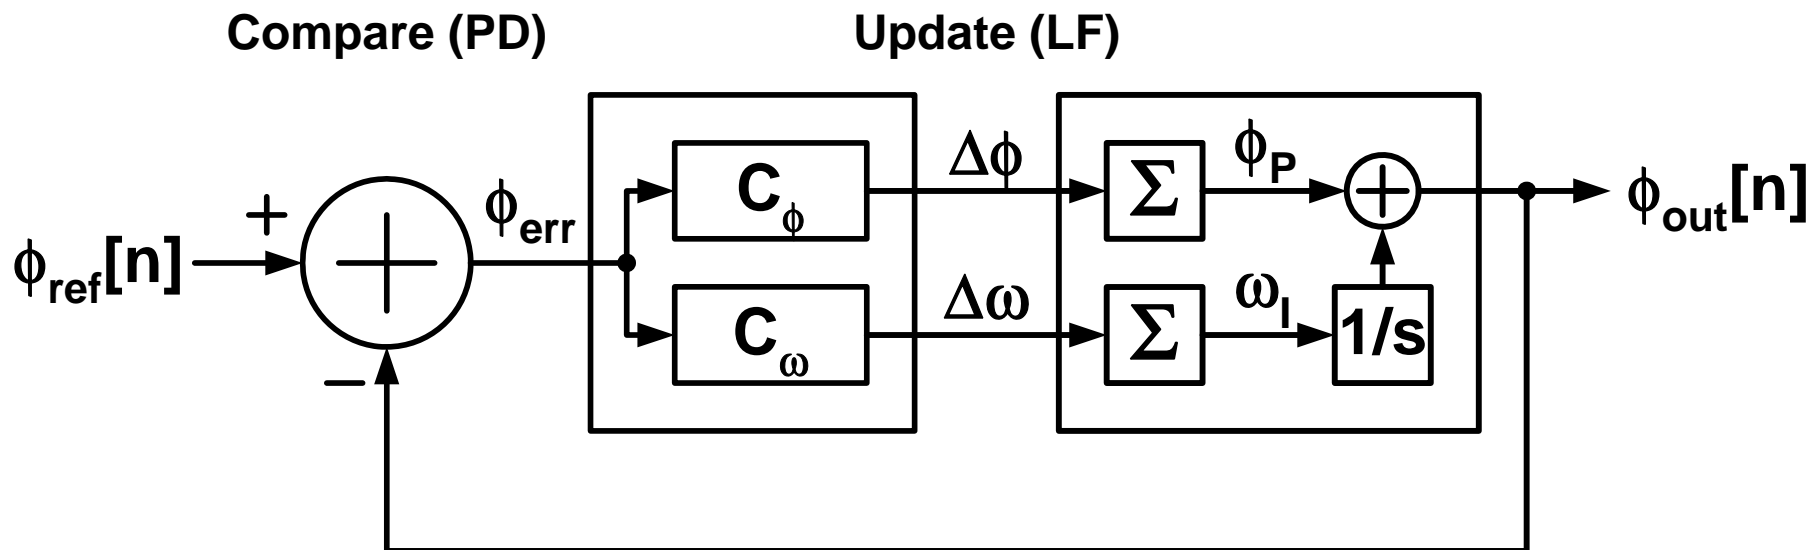 Compare (PD)
Update (LF)
ϕref[n]
+
−
ϕerr
Cϕ
Cω
Δϕ
Δω
Σ
Σ
ϕP
ωI
+
1/s
ϕout[n]